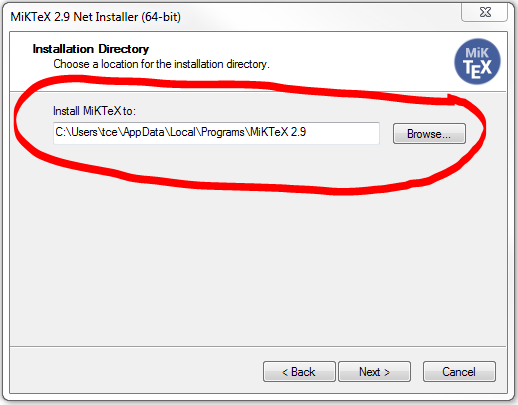 MiKTeX 2.9 Net Installer (64-bit)
Installation Directory
Choose a location for the installation directory.
MiK
TEX
Install MiKTeX to:
C:\Users\tce\AppData\Local\Programs\MiKTeX 2.9
Browse...
< Back
Next >
Cancel